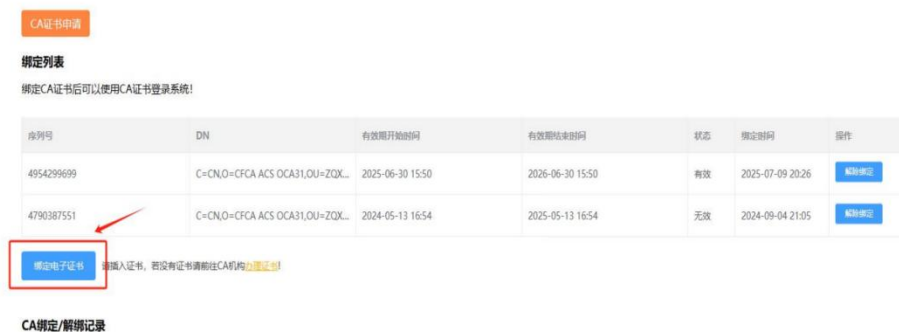 CA证书申请
绑定列表
绑定CA证书后可以使用CA证书登录系统！
序列号 DN 有效期开始时间 有效期结束时间 状态 绑定时间 操作
4954299699 C=CN,O=CFCA ACS OCA31,OU=ZQX... 2025-06-30 15:50 2026-06-30 15:50 有效 2025-07-09 20:26 解除绑定
4790387551 C=CN,O=CFCA ACS OCA31,OU=ZQX... 2024-05-13 16:54 2025-05-13 16:54 无效 2024-09-04 21:05 解除绑定
绑定电子证书 请插入证书，若没有证书请前往CA机构办理证书！
CA绑定/解绑记录